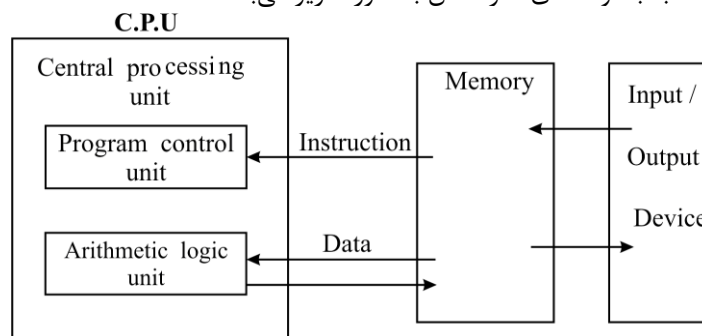 C.P.U
Central processing
unit
Program control
unit
Arithmetic logic
unit
Instruction
Data
Memory
Input /
Output
Device